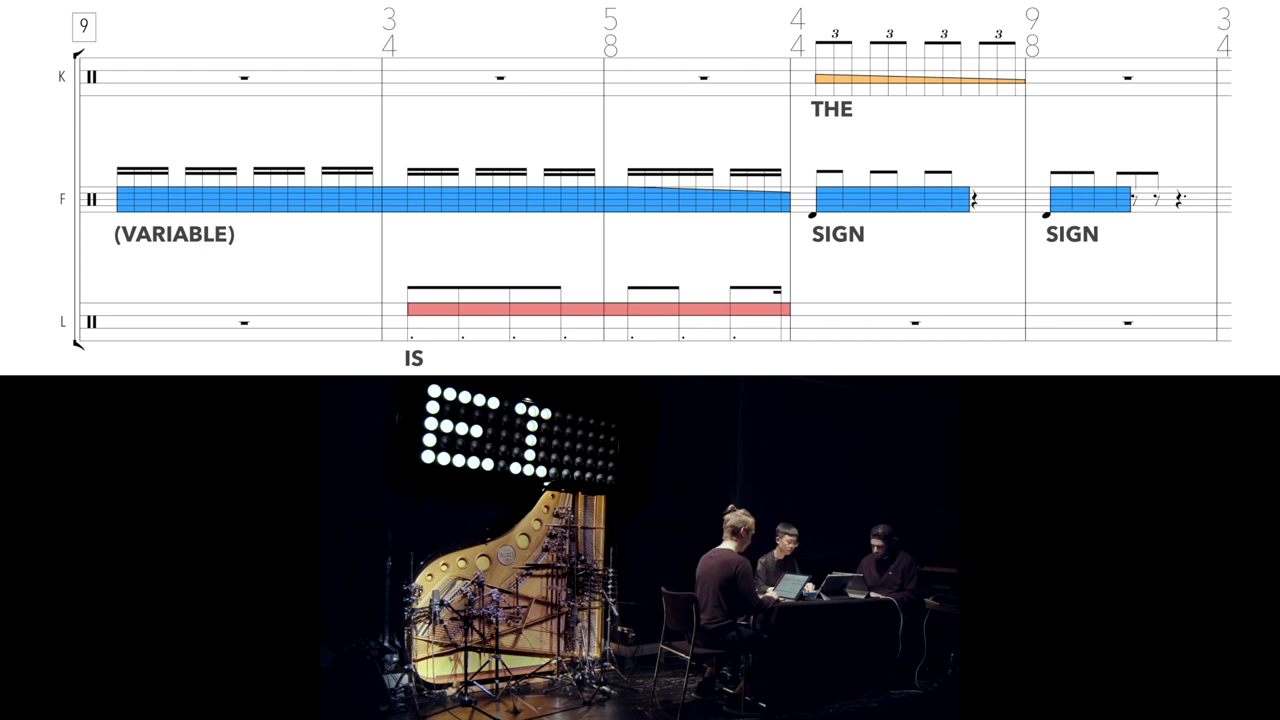 9 3 5 4 9 3
4 8 4 8 4
3 3 3 3
K
THE
F
(VARIABLE) SIGN SIGN
L
IS
EI